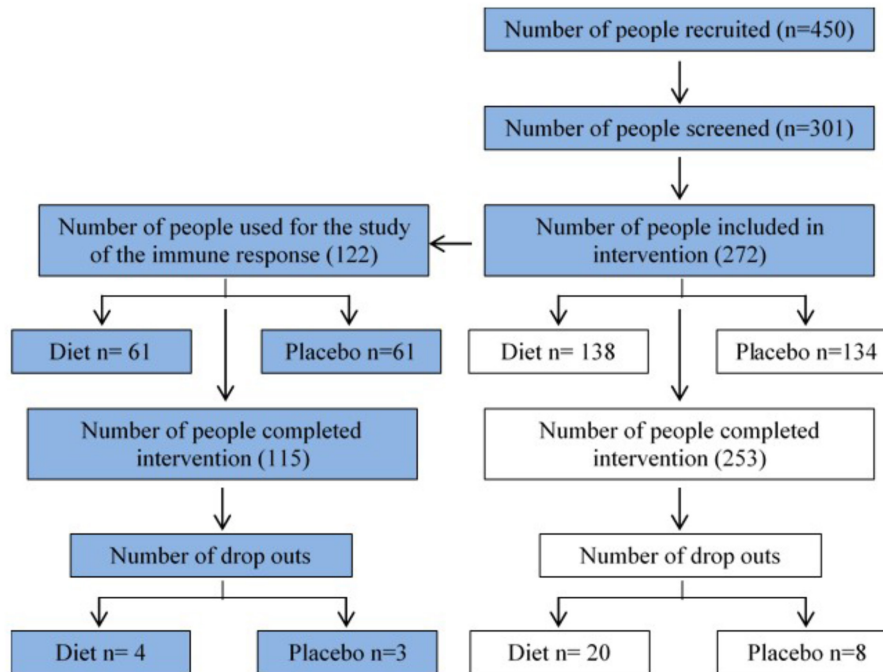 Number of people recruited (n=450)
Number of people screened (n=301)
Number of people used for the study
of the immune response (122)
Number of people included in
intervention (272)
Diet n= 61
Placebo n=61
Diet n= 138
Placebo n=134
Number of people completed
intervention (115)
Number of people completed
intervention (253)
Number of drop outs
Number of drop outs
Diet n= 4
Placebo n=3
Diet n= 20
Placebo n=8